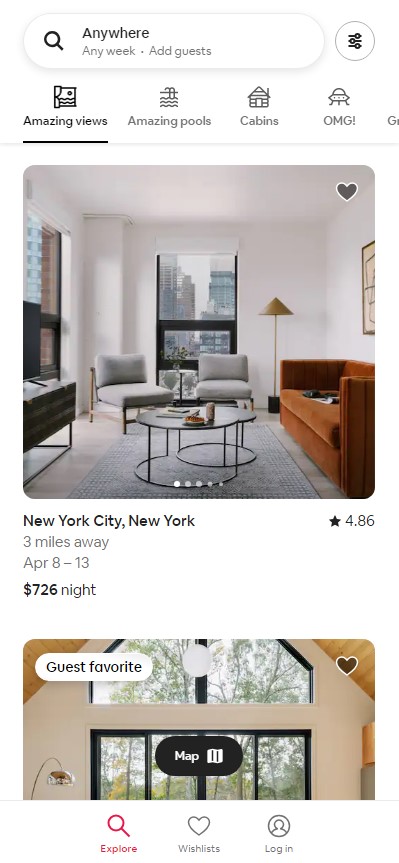 Anywhere
Any week · Add guests
Amazing views
Amazing pools
Cabins
OMG!
New York City, New York
4.86
3 miles away
Apr 8 – 13
$726 night
Guest favorite
Map
Explore
Wishlists
Log in